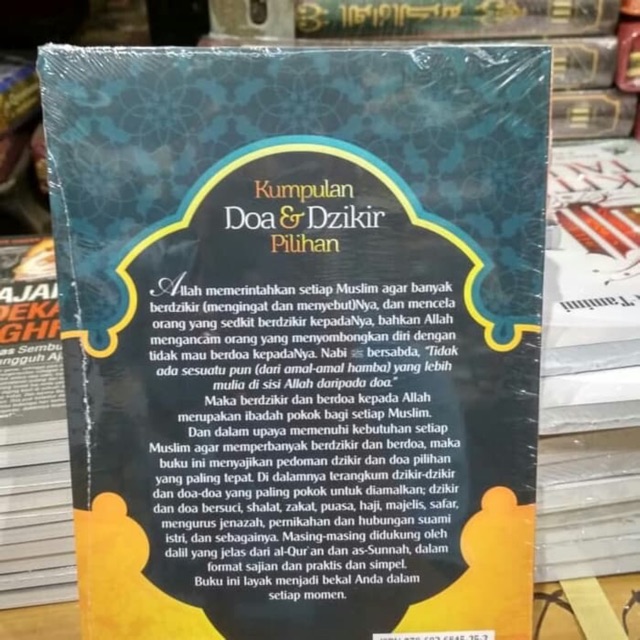 Kumpulan
Doa & Dzikir
Pilihan
Allah memerintahkan setiap Muslim agar banyak
berdzikir (mengingat dan menyebut)Nya, dan mencela
orang yang sedkit berdzikir kepadaNya, bahkan Allah
mengancam orang yang menyombongkan diri dengan
tidak mau berdoa kepadaNya. Nabi ﷺ bersabda, “Tidak
ada sesuatu pun (dari amal-amal hamba) yang lebih
mulia di sisi Allah daripada doa.”
Maka berdzikir dan berdoa kepada Allah
merupakan ibadah pokok bagi setiap Muslim.
Dan dalam upaya memenuhi kebutuhan setiap
Muslim agar memperbanyak berdzikir dan berdoa, maka
buku ini menyajikan pedoman dzikir dan doa pilihan
yang paling tepat. Di dalamnya terangkum dzikir-dzikir
dan doa-doa yang paling pokok untuk diamalkan; dzikir
dan doa bersuci, shalat, zakat, puasa, haji, majelis, safar,
mengurus jenazah, pernikahan dan hubungan suami
istri, dan sebagainya. Masing-masing didukung oleh
dalil yang jelas dari al-Qur`an dan as-Sunnah, dalam
format sajian dan praktis dan simpel.
Buku ini layak menjadi bekal Anda dalam
setiap momen.
Tamimi